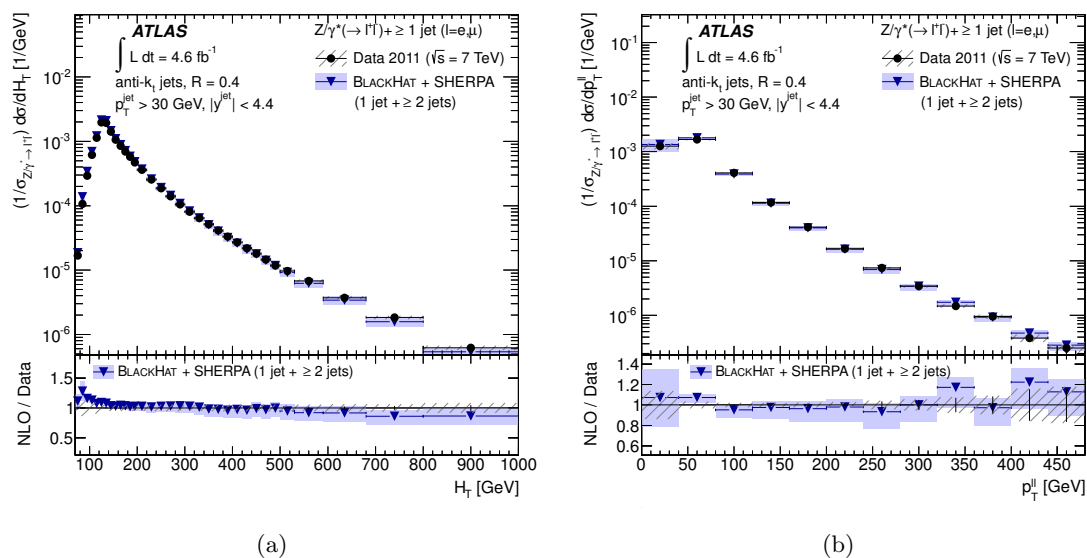 ATLAS
∫ L dt = 4.6 fb⁻¹
anti-kₜ jets, R = 0.4
p_T^jet > 30 GeV, |y^jet| < 4.4
Z/γ*(→ l⁺l⁻)+ ≥ 1 jet (l=e,μ)
Data 2011 (√s = 7 TeV)
BLACKHAT + SHERPA
(1 jet + ≥ 2 jets)
(1/σ_{Z/γ*→ l⁺l⁻}) dσ/dH_T [1/GeV]
10⁻²
10⁻³
10⁻⁴
10⁻⁵
10⁻⁶
BLACKHAT + SHERPA (1 jet + ≥ 2 jets)
NLO / Data
1.5
1
0.5
100 200 300 400 500 600 700 800 900 1000
H_T [GeV]
(a)
ATLAS
∫ L dt = 4.6 fb⁻¹
anti-kₜ jets, R = 0.4
p_T^jet > 30 GeV, |y^jet| < 4.4
Z/γ*(→ l⁺l⁻)+ ≥ 1 jet (l=e,μ)
Data 2011 (√s = 7 TeV)
BLACKHAT + SHERPA
(1 jet + ≥ 2 jets)
(1/σ_{Z/γ*→ l⁺l⁻}) dσ/dp_T^ll [1/GeV]
10⁻¹
10⁻²
10⁻³
10⁻⁴
10⁻⁵
10⁻⁶
BLACKHAT + SHERPA (1 jet + ≥ 2 jets)
NLO / Data
1.4
1.2
1
0.8
0.6
0 50 100 150 200 250 300 350 400 450
p_T^ll [GeV]
(b)